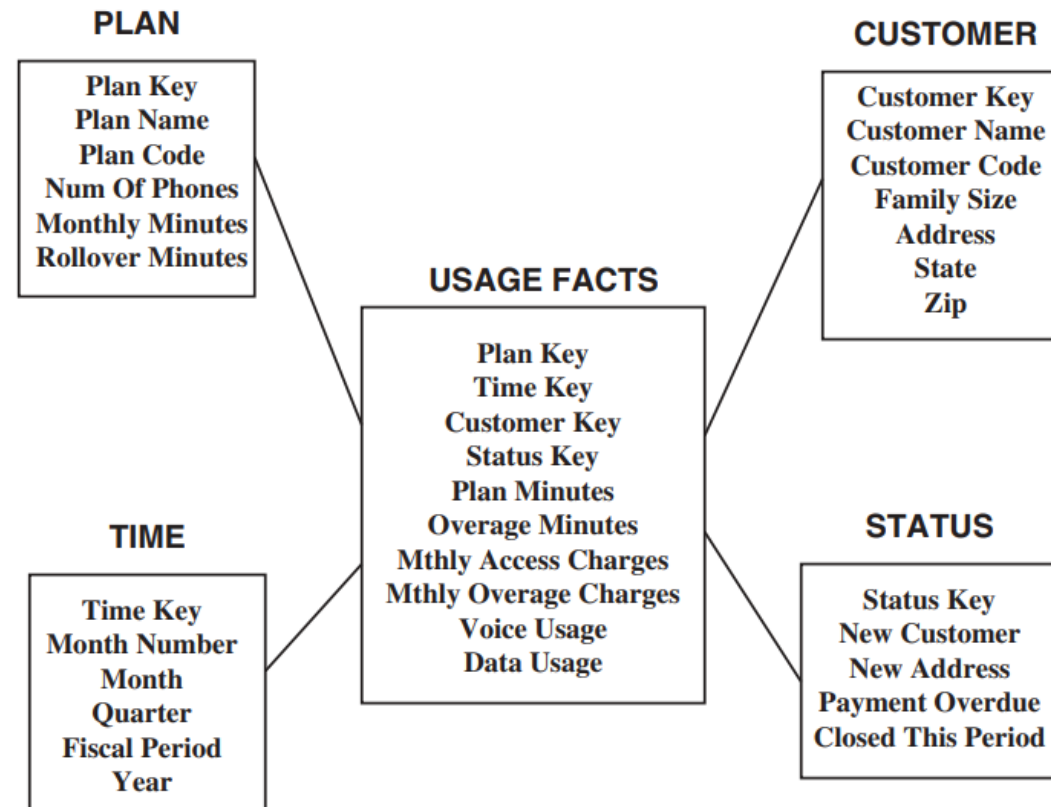 PLAN
Plan Key
Plan Name
Plan Code
Num Of Phones
Monthly Minutes
Rollover Minutes
CUSTOMER
Customer Key
Customer Name
Customer Code
Family Size
Address
State
Zip
USAGE FACTS
Plan Key
Time Key
Customer Key
Status Key
Plan Minutes
Overage Minutes
Mthly Access Charges
Mthly Overage Charges
Voice Usage
Data Usage
TIME
Time Key
Month Number
Month
Quarter
Fiscal Period
Year
STATUS
Status Key
New Customer
New Address
Payment Overdue
Closed This Period